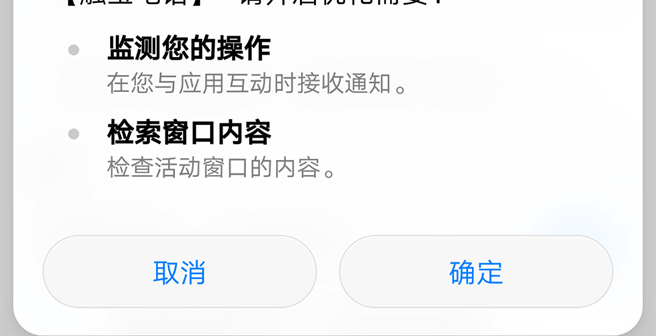 监测您的操作
在您与应用互动时接收通知。
检索窗口内容
检查活动窗口的内容。
取消
确定